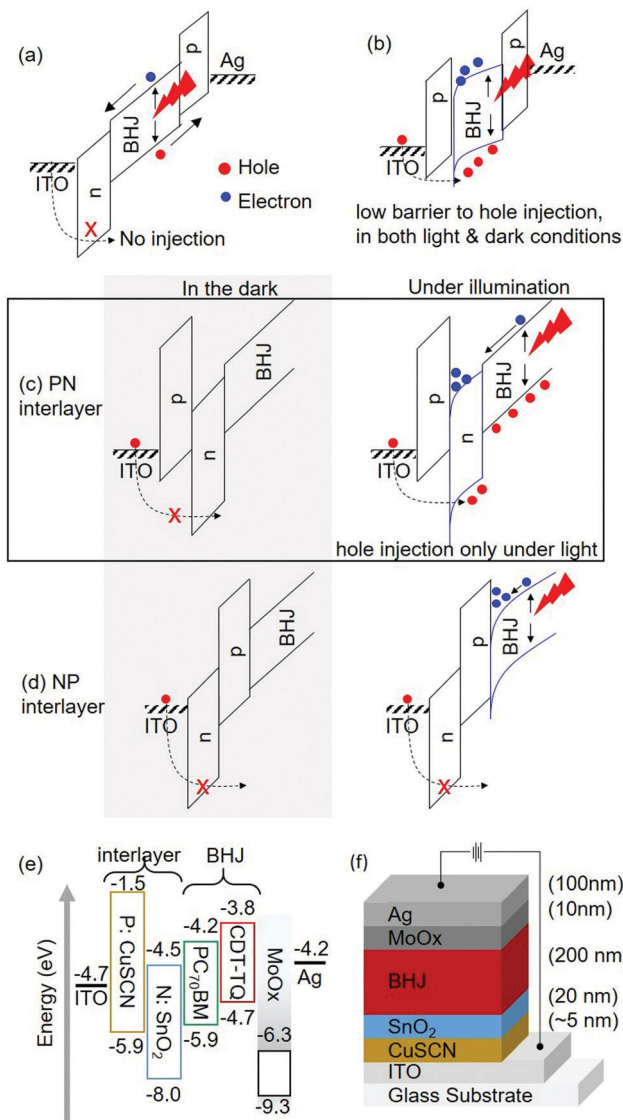 (a)
p
Ag
BHJ
ITO
n
X
No injection
Hole
Electron
(b)
p
Ag
p
BHJ
ITO
low barrier to hole injection,
in both light & dark conditions
In the dark
Under illumination
(c) PN
interlayer
p
BHJ
n
ITO
X
p
BHJ
n
ITO
hole injection only under light
(d) NP
interlayer
BHJ
p
ITO
n
X
BHJ
p
ITO
n
X
(e)
interlayer
BHJ
Energy (eV)
-4.7
ITO
-1.5
P: CuSCN
-5.9
-4.5
N: SnO₂
-8.0
-4.2
PC₇₀BM
-5.9
-3.8
CDT-TQ
-4.7
MoOx
-6.3
-9.3
-4.2
Ag
(f)
Ag
(100nm)
MoOx
(10nm)
BHJ
(200 nm)
SnO₂
(20 nm)
CuSCN
(~5 nm)
ITO
Glass Substrate